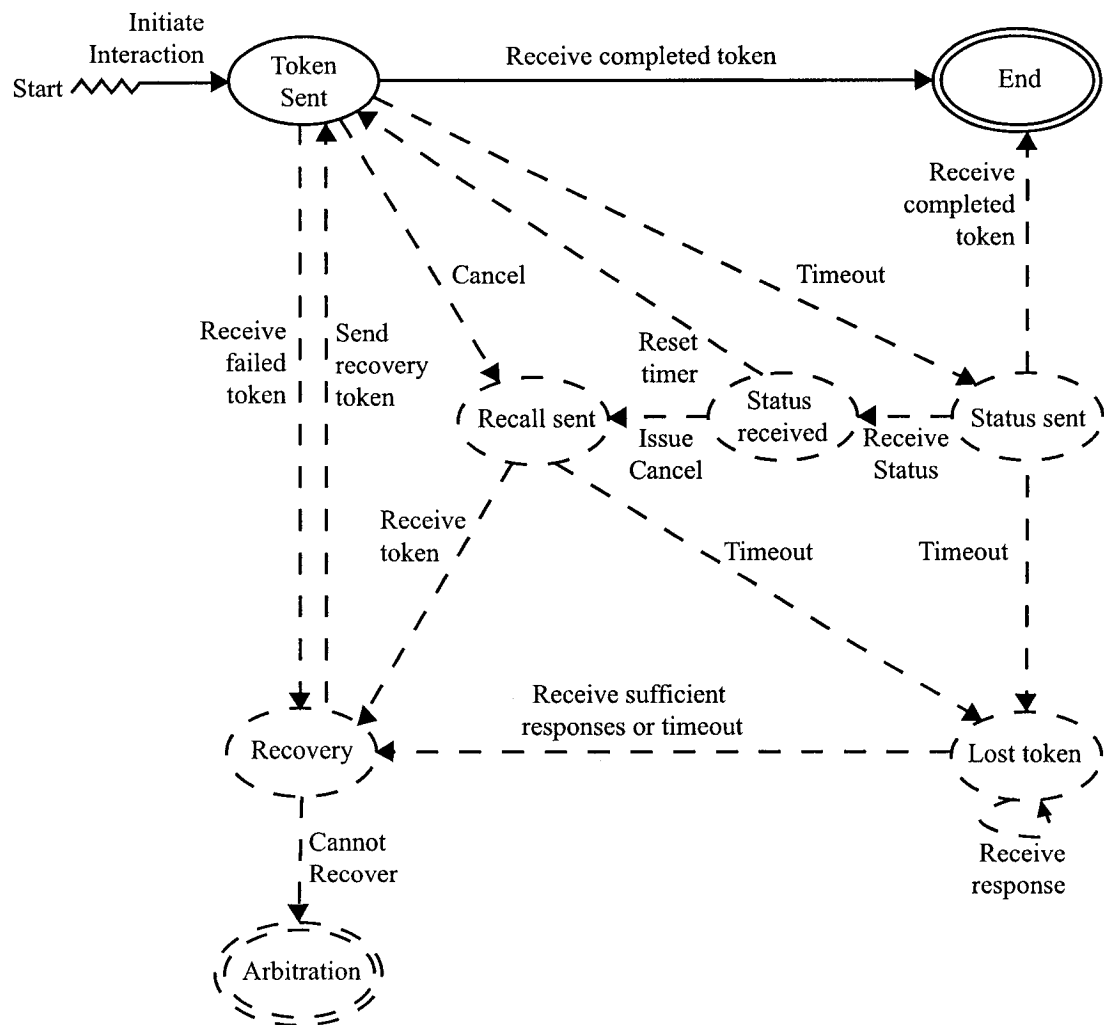 Initiate
Interaction
Start
Token
Sent
Receive completed token
End
Receive
completed
token
Cancel
Timeout
Receive
failed
token
Send
recovery
token
Reset
timer
Recall sent
Status
received
Status sent
Issue
Cancel
Receive
Status
Receive
token
Timeout
Timeout
Receive sufficient
responses or timeout
Recovery
Lost token
Cannot
Recover
Receive
response
Arbitration